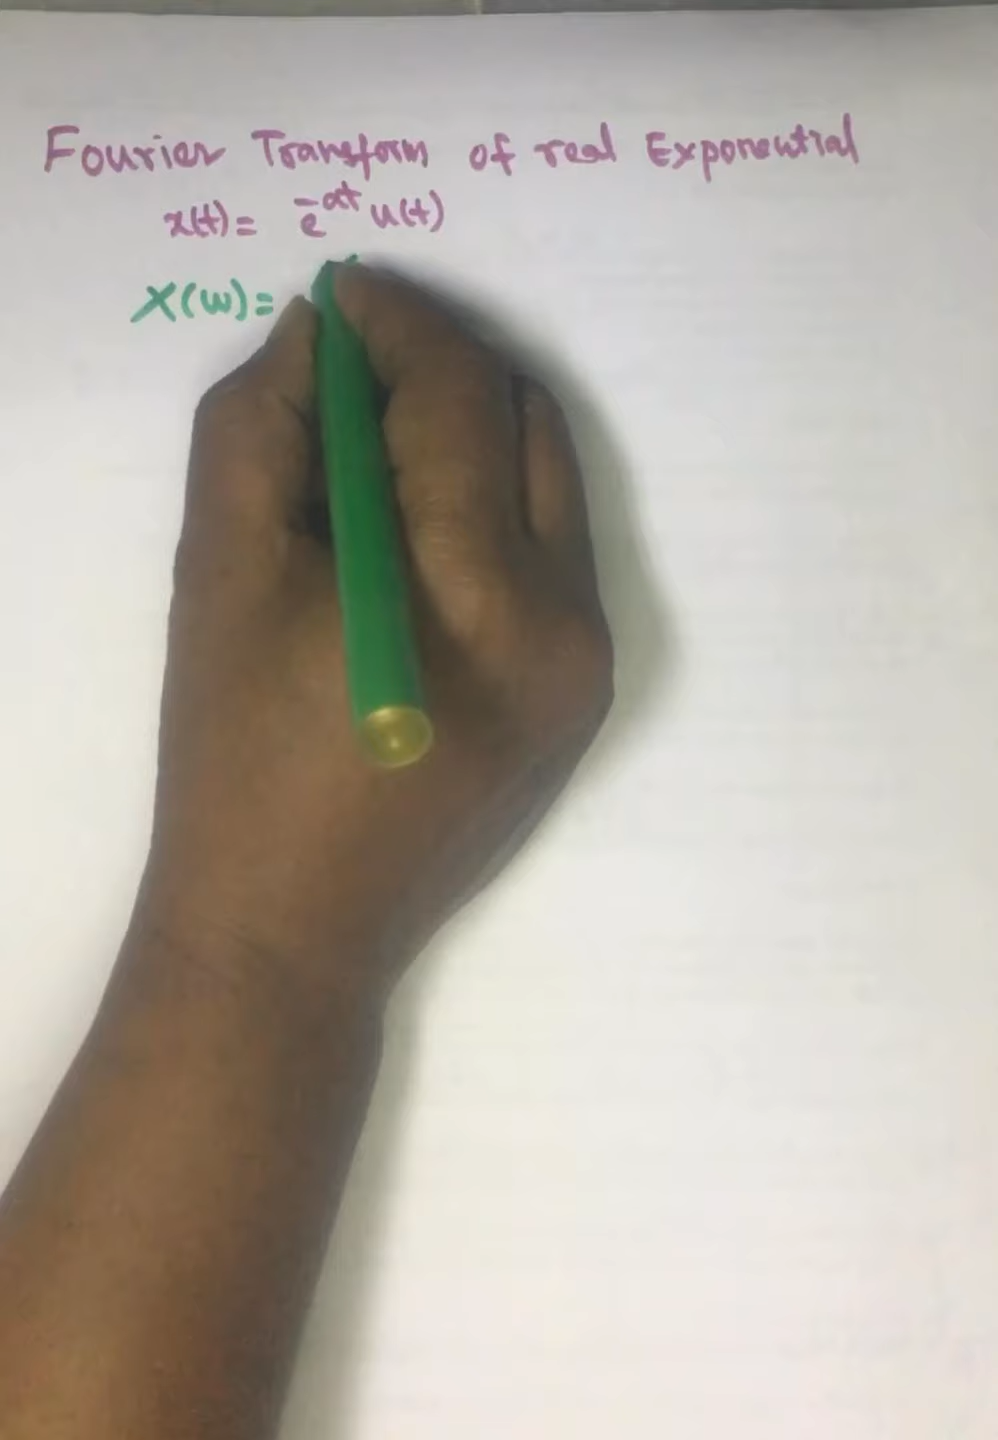 Fourier Transform of real Exponential
x(t) = e^-at u(t)
X(w) =